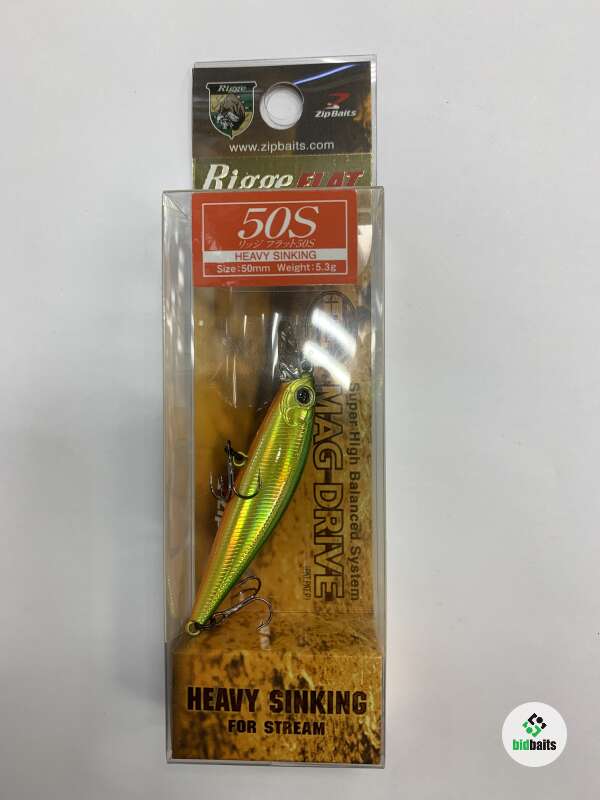 Rigge
ZipBaits
www.zipbaits.com
Rigge FLAT
50S
リッジ フラット50S
HEAVY SINKING
Size:50mm Weight:5.3g
MAG-DRIVE
Super High Balanced System
HEAVY SINKING
FOR STREAM
bidbaits